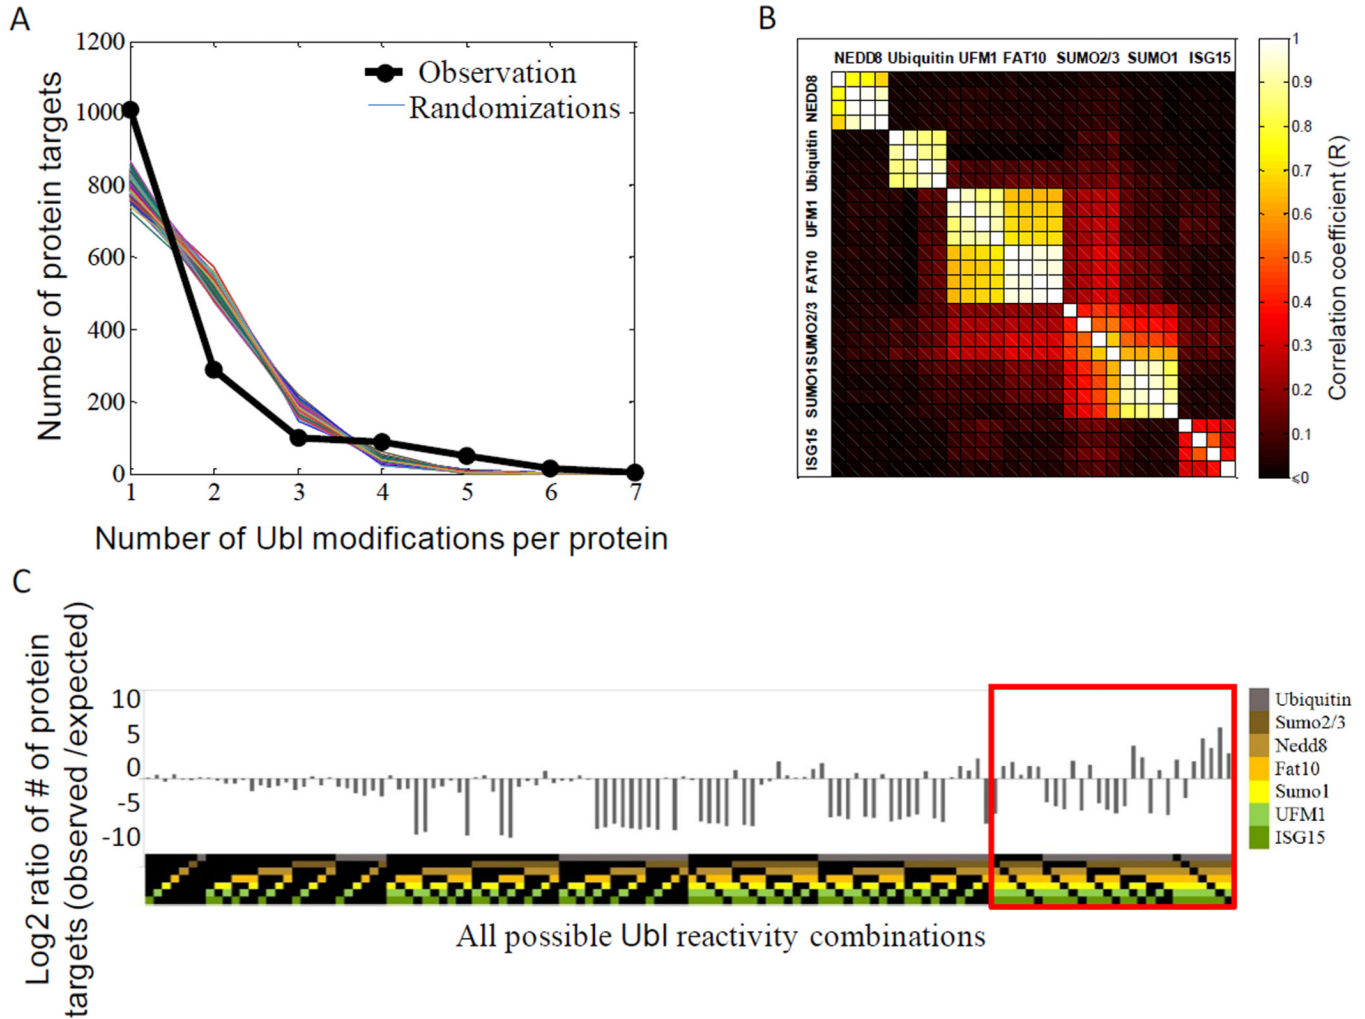 A
1200
1000
800
600
400
200
0
Observation
Randomizations
1 2 3 4 5 6 7
Number of protein targets
Number of Ubl modifications per protein
B
NEDD8 Ubiquitin UFM1 FAT10 SUMO2/3 SUMO1 ISG15
NEDD8
Ubiquitin
UFM1
FAT10
SUMO2/3
SUMO1
ISG15
1
0.9
0.8
0.7
0.6
0.5
0.4
0.3
0.2
0.1
⩽0
Correlation coefficient (R)
C
Log2 ratio of # of protein
targets (observed /expected)
10
5
0
-5
-10
Ubiquitin
Sumo2/3
Nedd8
Fat10
Sumo1
UFM1
ISG15
All possible Ubl reactivity combinations